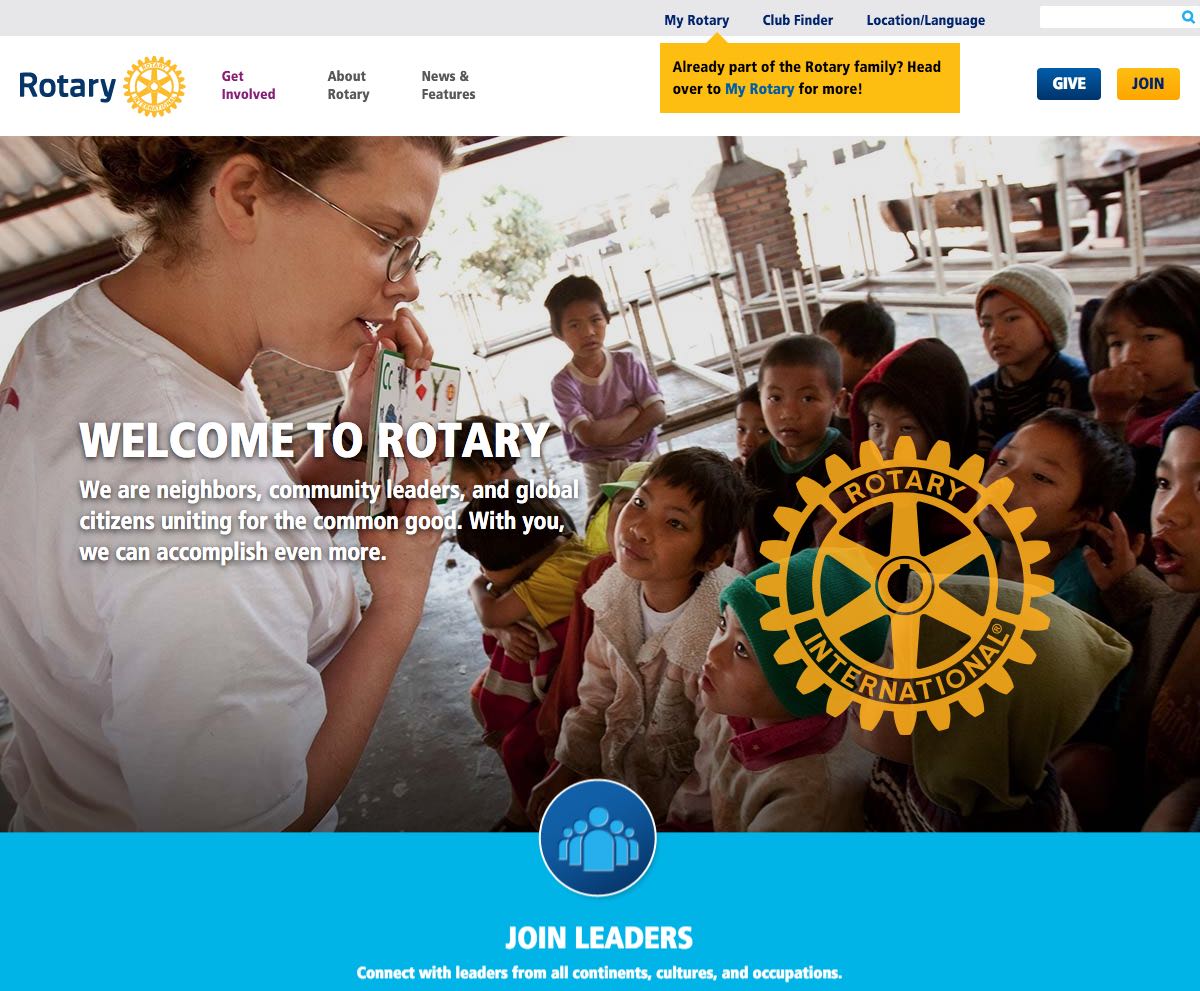 My Rotary
Club Finder
Location/Language
Rotary
ROTARY
INTERNATIONAL
Get
Involved
About
Rotary
News &
Features
Already part of the Rotary family? Head
over to My Rotary for more!
GIVE
JOIN
Cc
WELCOME TO ROTARY
We are neighbors, community leaders, and global
citizens uniting for the common good. With you,
we can accomplish even more.
ROTARY
INTERNATIONAL®
JOIN LEADERS
Connect with leaders from all continents, cultures, and occupations.